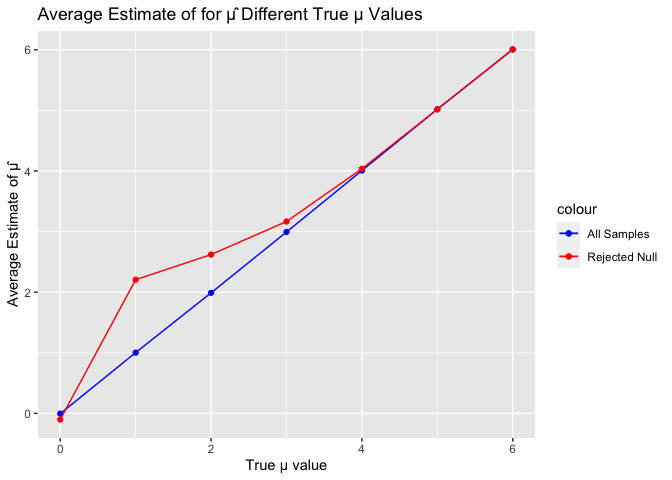 Average Estimate of for μ̂ Different True μ Values
Average Estimate of μ̂
6
4
2
0
0
2
4
6
True μ value
colour
All Samples
Rejected Null